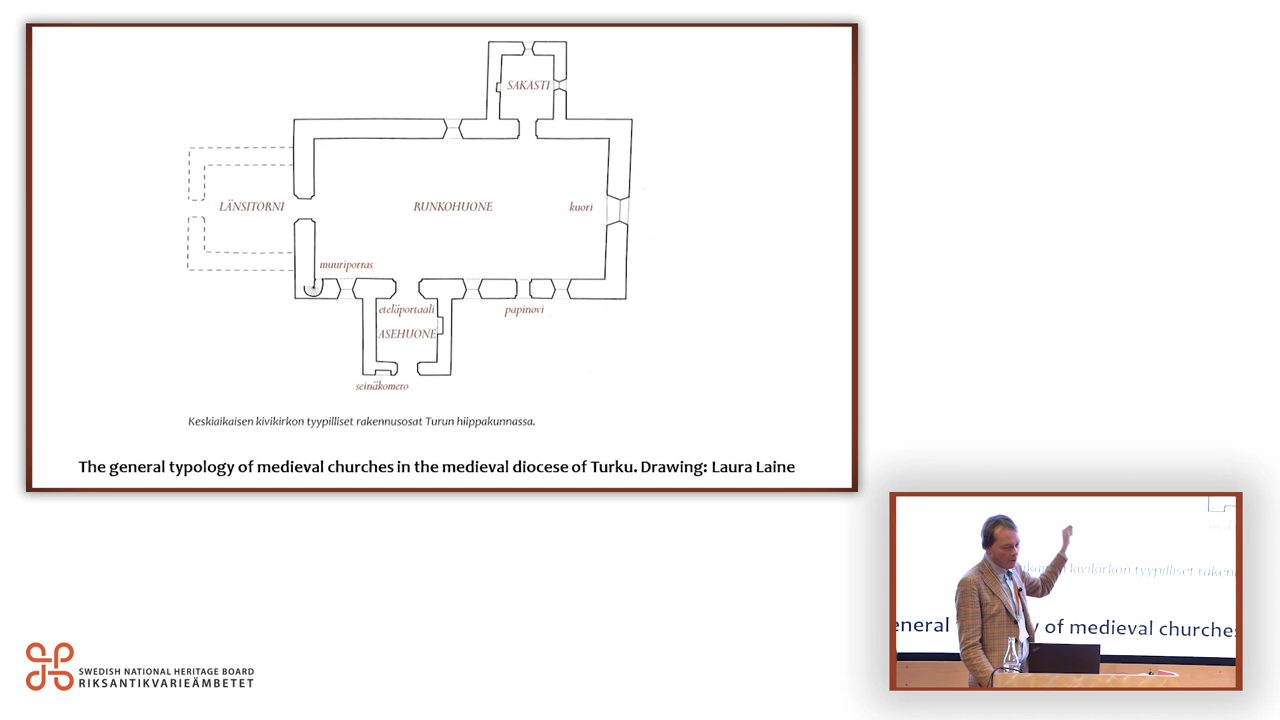 SAKASTI
LÄNSITORNI
RUNKOHUONE
kuori
muuriporras
eteläportaali
papinovi
ASEHUONE
seinäkomero
Keskiaikaisen kivikirkon tyypilliset rakennusosat Turun hiippakunnassa.
The general typology of medieval churches in the medieval diocese of Turku. Drawing: Laura Laine
kivikirkon tyypilliset raken
eneral y of medieval churches
SWEDISH NATIONAL HERITAGE BOARD
RIKSANTIKVARIEÄMBETET